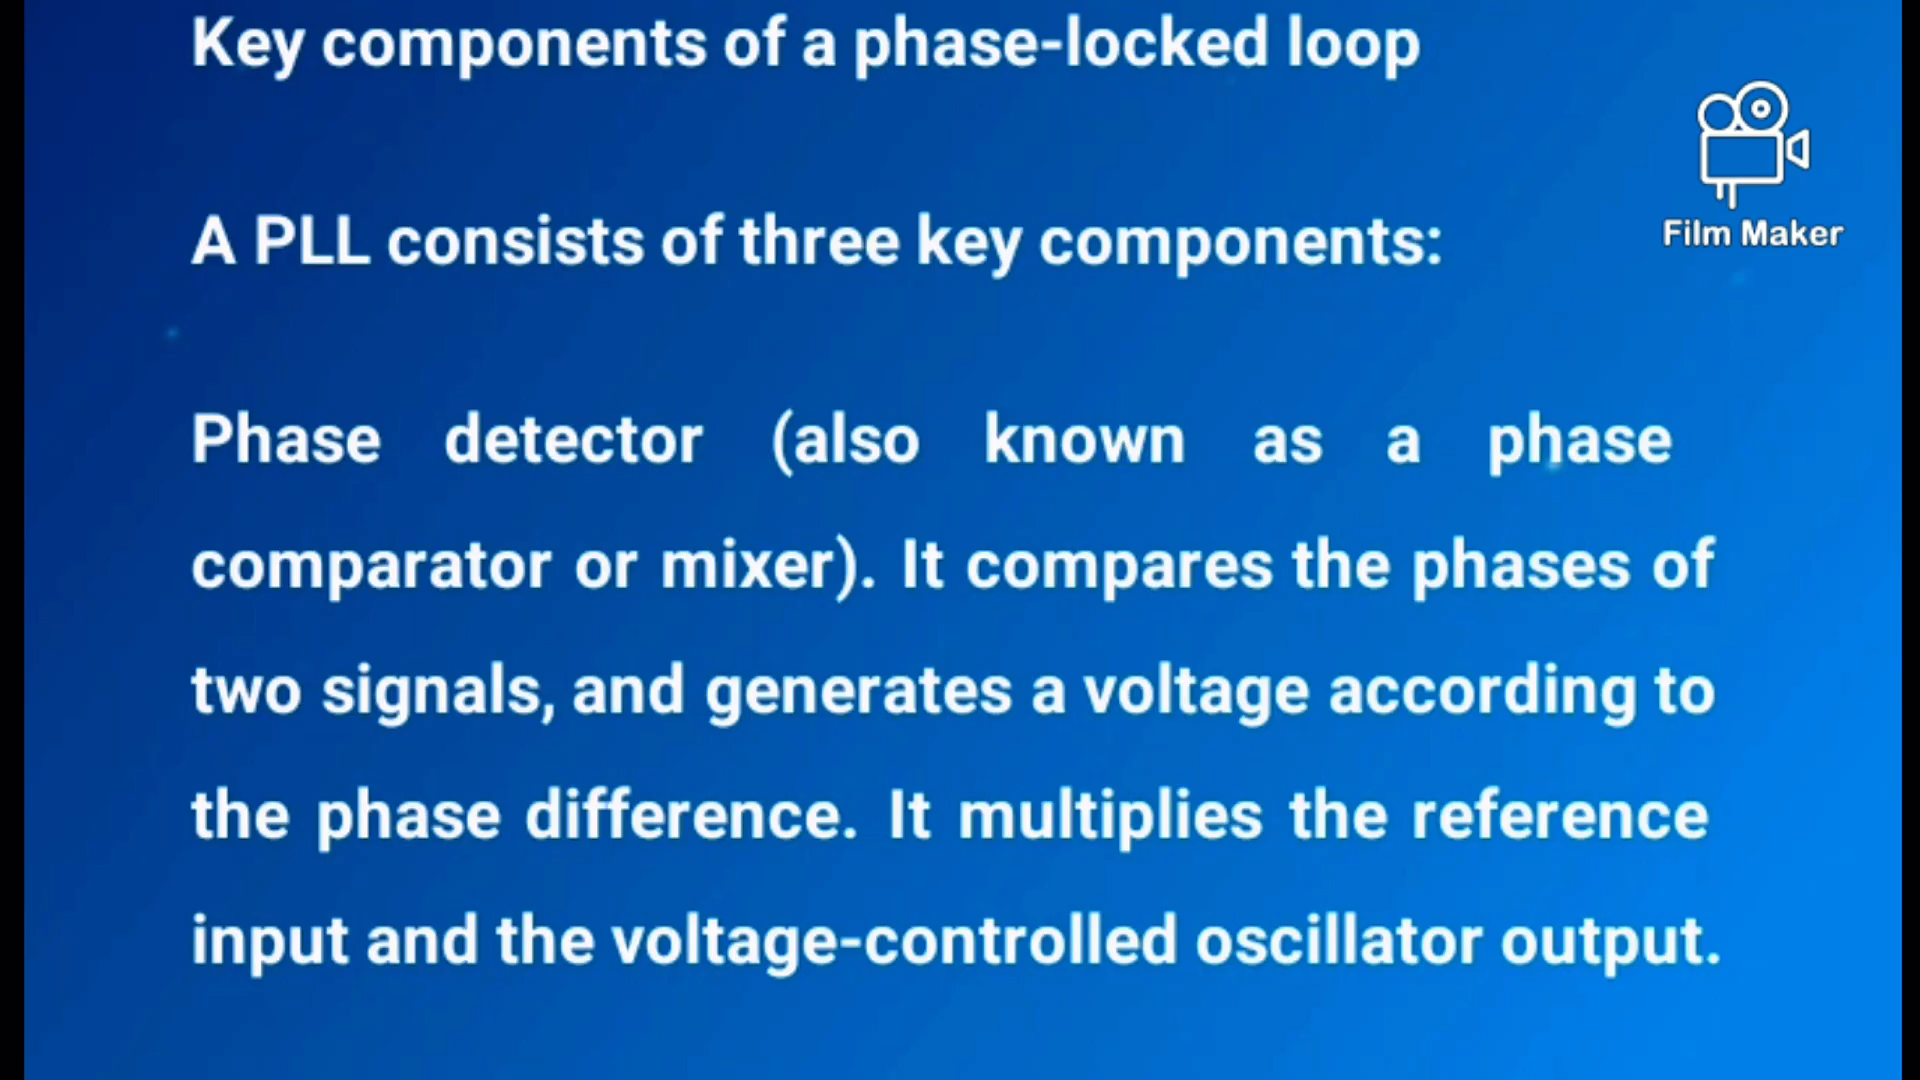 Key components of a phase-locked loop
Film Maker
A PLL consists of three key components:
Phase detector (also known as a phase
comparator or mixer). It compares the phases of
two signals, and generates a voltage according to
the phase difference. It multiplies the reference
input and the voltage-controlled oscillator output.